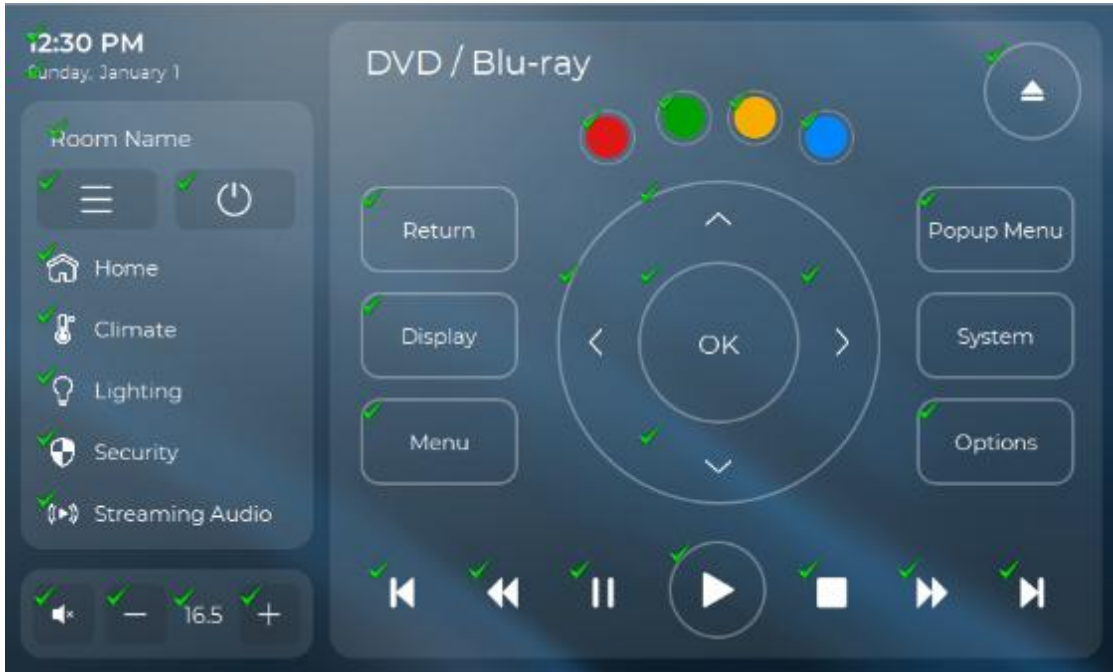 12:30 PM
Sunday, January 1
Room Name
Home
Climate
Lighting
Security
Streaming Audio
16.5
DVD / Blu-ray
Return
Display
Menu
OK
Popup Menu
System
Options